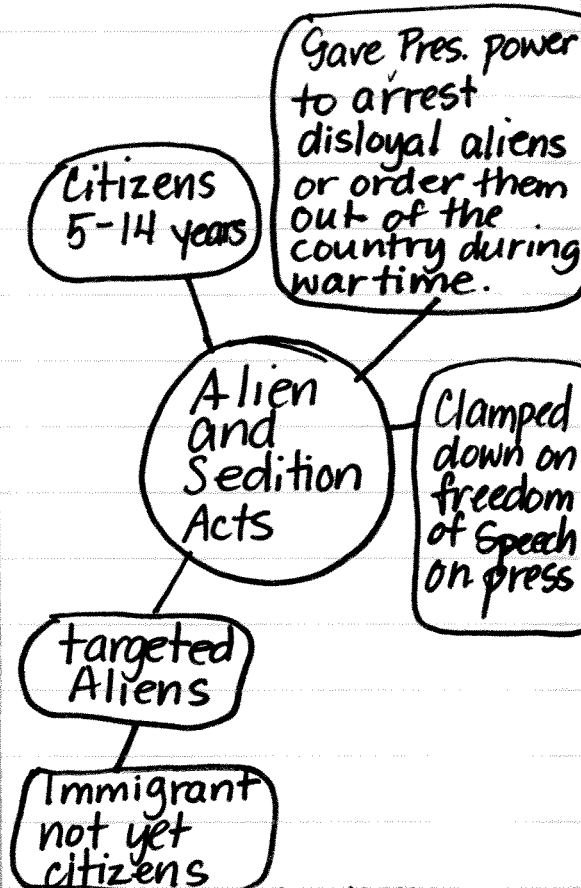 Gave Pres. power
to arrest
disloyal aliens
or order them
out of the
country during
wartime.
Citizens
5-14 years
Alien
and
Sedition
Acts
Clamped
down on
freedom
of Speech
on press
targeted
Aliens
Immigrant
not yet
citizens